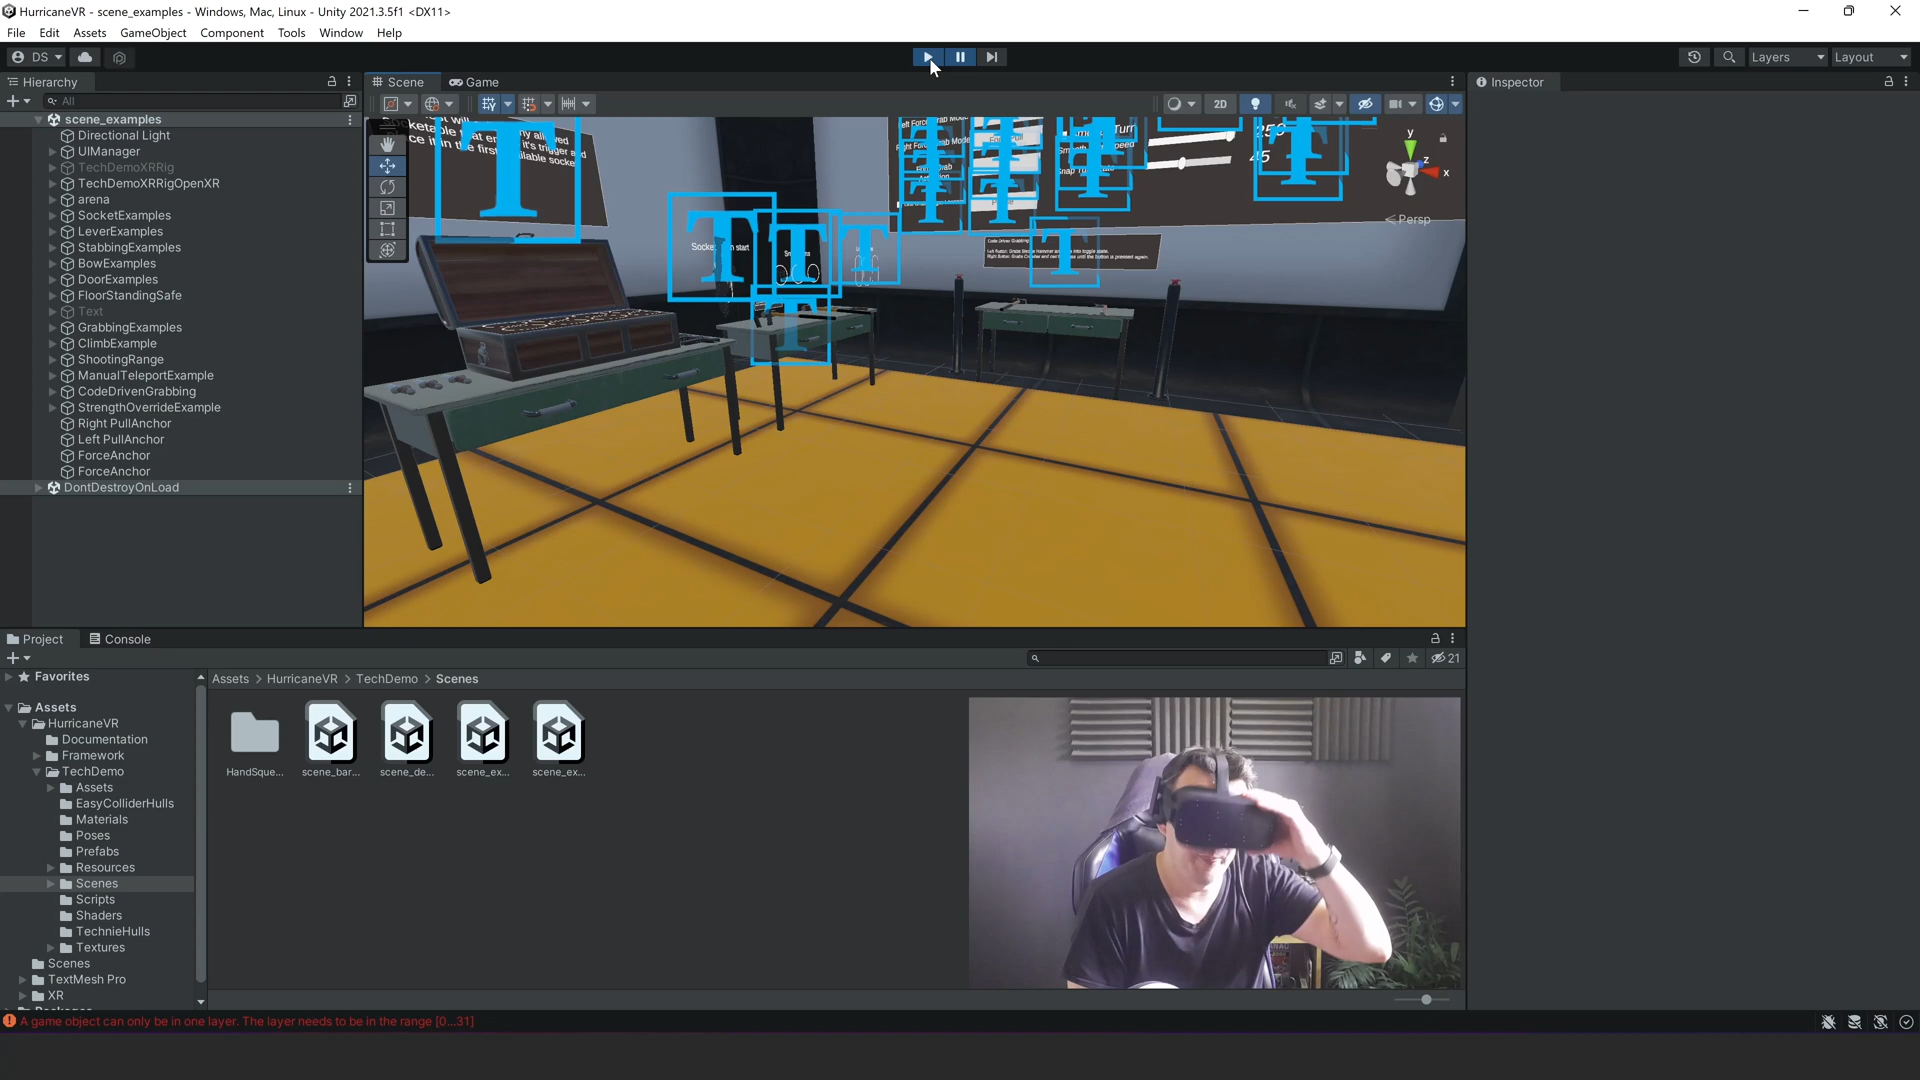 HurricaneVR - scene_examples - Windows, Mac, Linux - Unity 2021.3.5f1 <DX11>
File Edit Assets GameObject Component Tools Window Help
DS
Layers
Layout
Hierarchy
All
scene_examples
Directional Light
UIManager
TechDemoXRRig
TechDemoXRRigOpenXR
arena
SocketExamples
LeverExamples
StabbingExamples
BowExamples
DoorExamples
FloorStandingSafe
Text
GrabbingExamples
ClimbExample
ShootingRange
ManualTeleportExample
CodeDrivenGrabbing
StrengthOverrideExample
Right PullAnchor
Left PullAnchor
ForceAnchor
ForceAnchor
DontDestroyOnLoad
Scene
Game
2D
y
z
x
Persp
45
Code Driven Grabbing
Inspector
Project
Console
21
Favorites
Assets
HurricaneVR
Documentation
Framework
TechDemo
Assets
EasyColliderHulls
Materials
Poses
Prefabs
Resources
Scenes
Scripts
Shaders
TechnieHulls
Textures
Scenes
TextMesh Pro
XR
Assets > HurricaneVR > TechDemo > Scenes
HandSque...
scene_bar...
scene_de...
scene_ex...
scene_ex...
A game object can only be in one layer. The layer needs to be in the range [0...31]